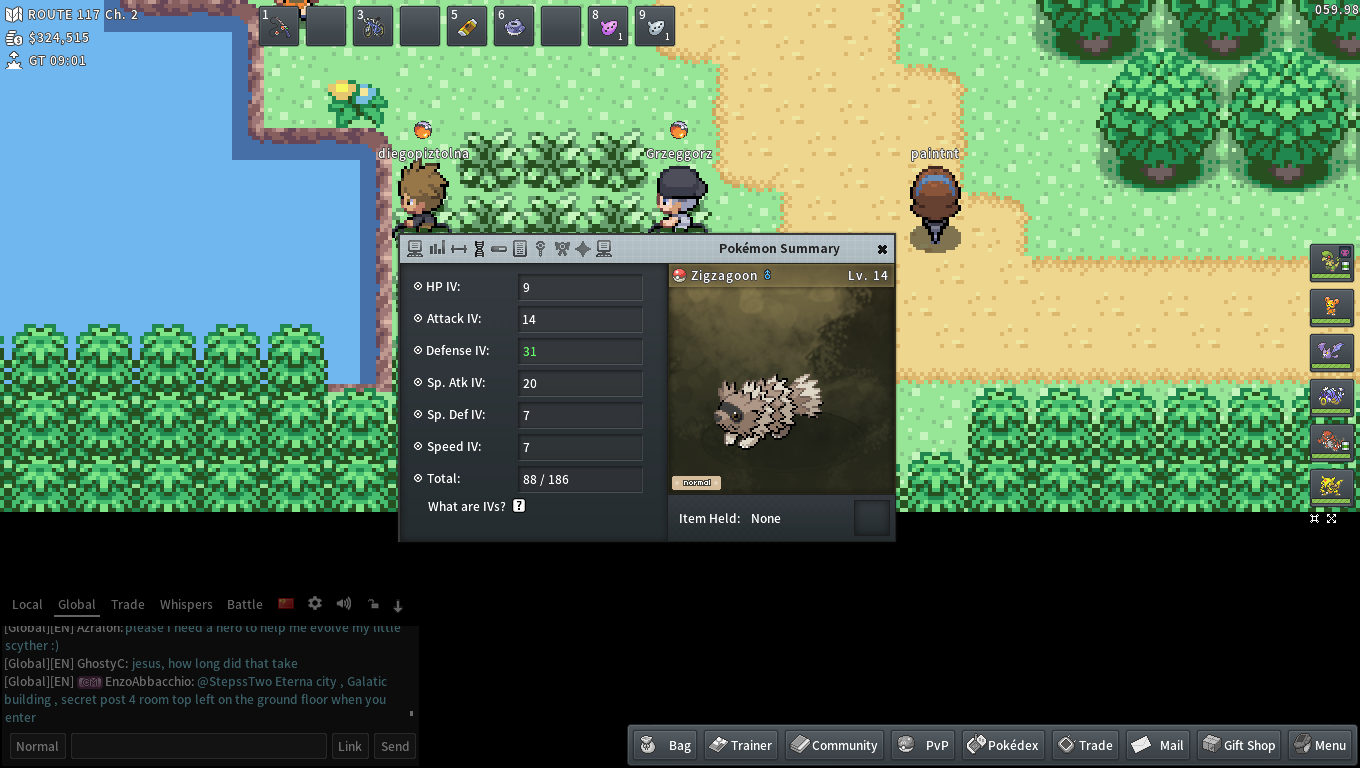 ROUTE 117 Ch. 2
$324,515
GT 09:01
1
3
5
6
8
1
9
1
059.98
diegopiztolna
Grzeggorz
paintnt
Pokémon Summary
HP IV: 9
Attack IV: 14
Defense IV: 31
Sp. Atk IV: 20
Sp. Def IV: 7
Speed IV: 7
Total: 88 / 186
What are IVs? ?
Zigzagoon Lv. 14
normal
Item Held: None
Local Global Trade Whispers Battle
[Global][EN] Azralon: please I need a hero to help me evolve my little
scyther :)
[Global][EN] GhostyC: jesus, how long did that take
[Global][EN] EnzoAbbacchio: @StepssTwo Eterna city , Galatic
building , secret post 4 room top left on the ground floor when you
enter
Normal Link Send
Bag Trainer Community PvP Pokédex Trade Mail Gift Shop Menu